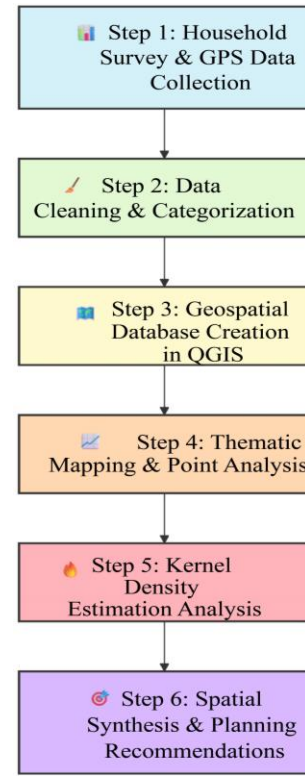 Step 1: Household
Survey & GPS Data
Collection
Step 2: Data
Cleaning & Categorization
Step 3: Geospatial
Database Creation
in QGIS
Step 4: Thematic
Mapping & Point Analysis
Step 5: Kernel
Density
Estimation Analysis
Step 6: Spatial
Synthesis & Planning
Recommendations